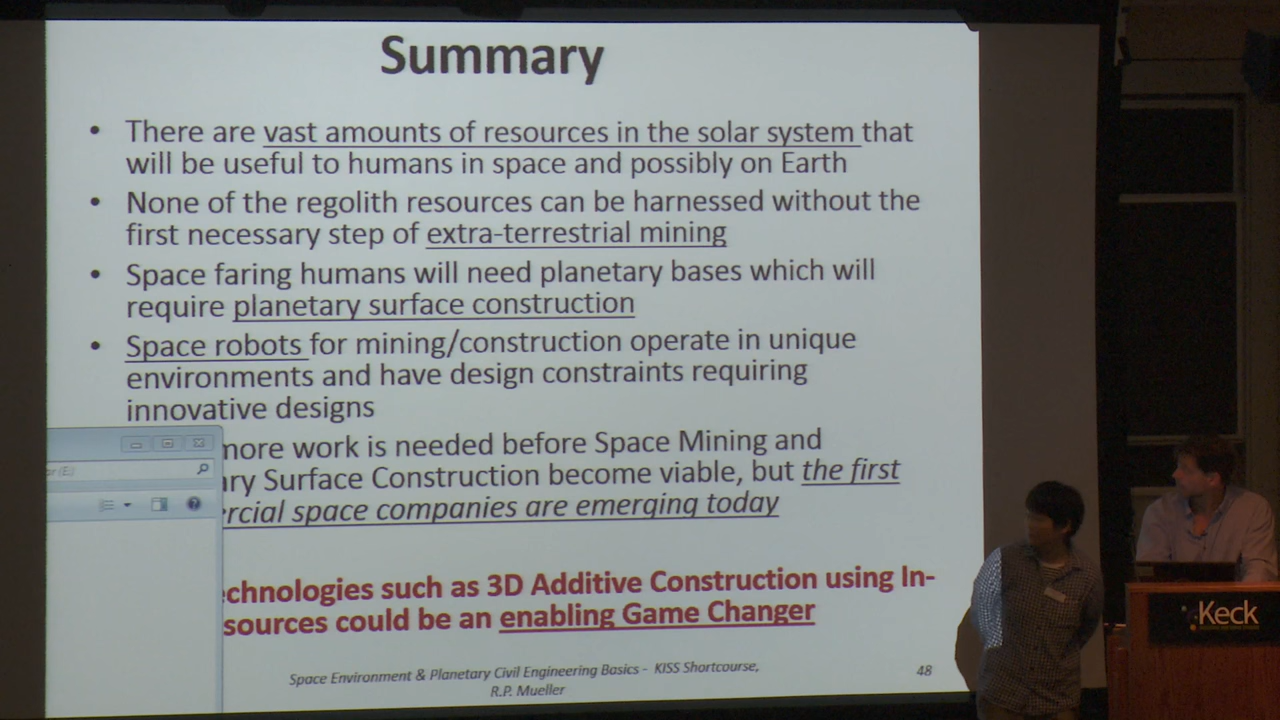 Summary
• There are vast amounts of resources in the solar system that
will be useful to humans in space and possibly on Earth
• None of the regolith resources can be harnessed without the
first necessary step of extra-terrestrial mining
• Space faring humans will need planetary bases which will
require planetary surface construction
• Space robots for mining/construction operate in unique
environments and have design constraints requiring
innovative designs
more work is needed before Space Mining and
ary Surface Construction become viable, but the first
rcial space companies are emerging today
echnologies such as 3D Additive Construction using In-
sources could be an enabling Game Changer
Space Environment & Planetary Civil Engineering Basics - KISS Shortcourse,
R.P. Mueller
48
or (E:)
Keck